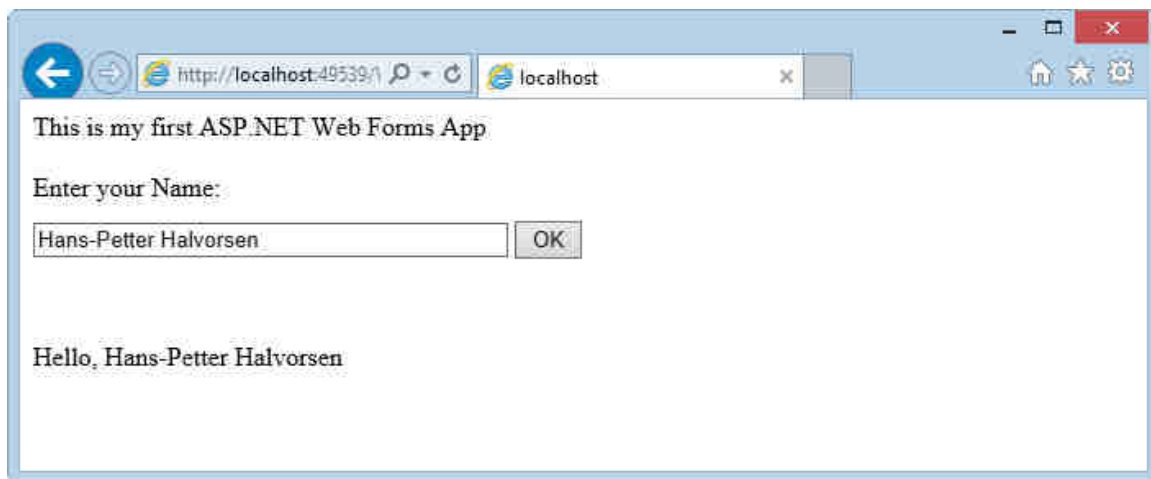 http://localhost:49539/
localhost
This is my first ASP.NET Web Forms App
Enter your Name:
Hans-Petter Halvorsen OK
Hello, Hans-Petter Halvorsen